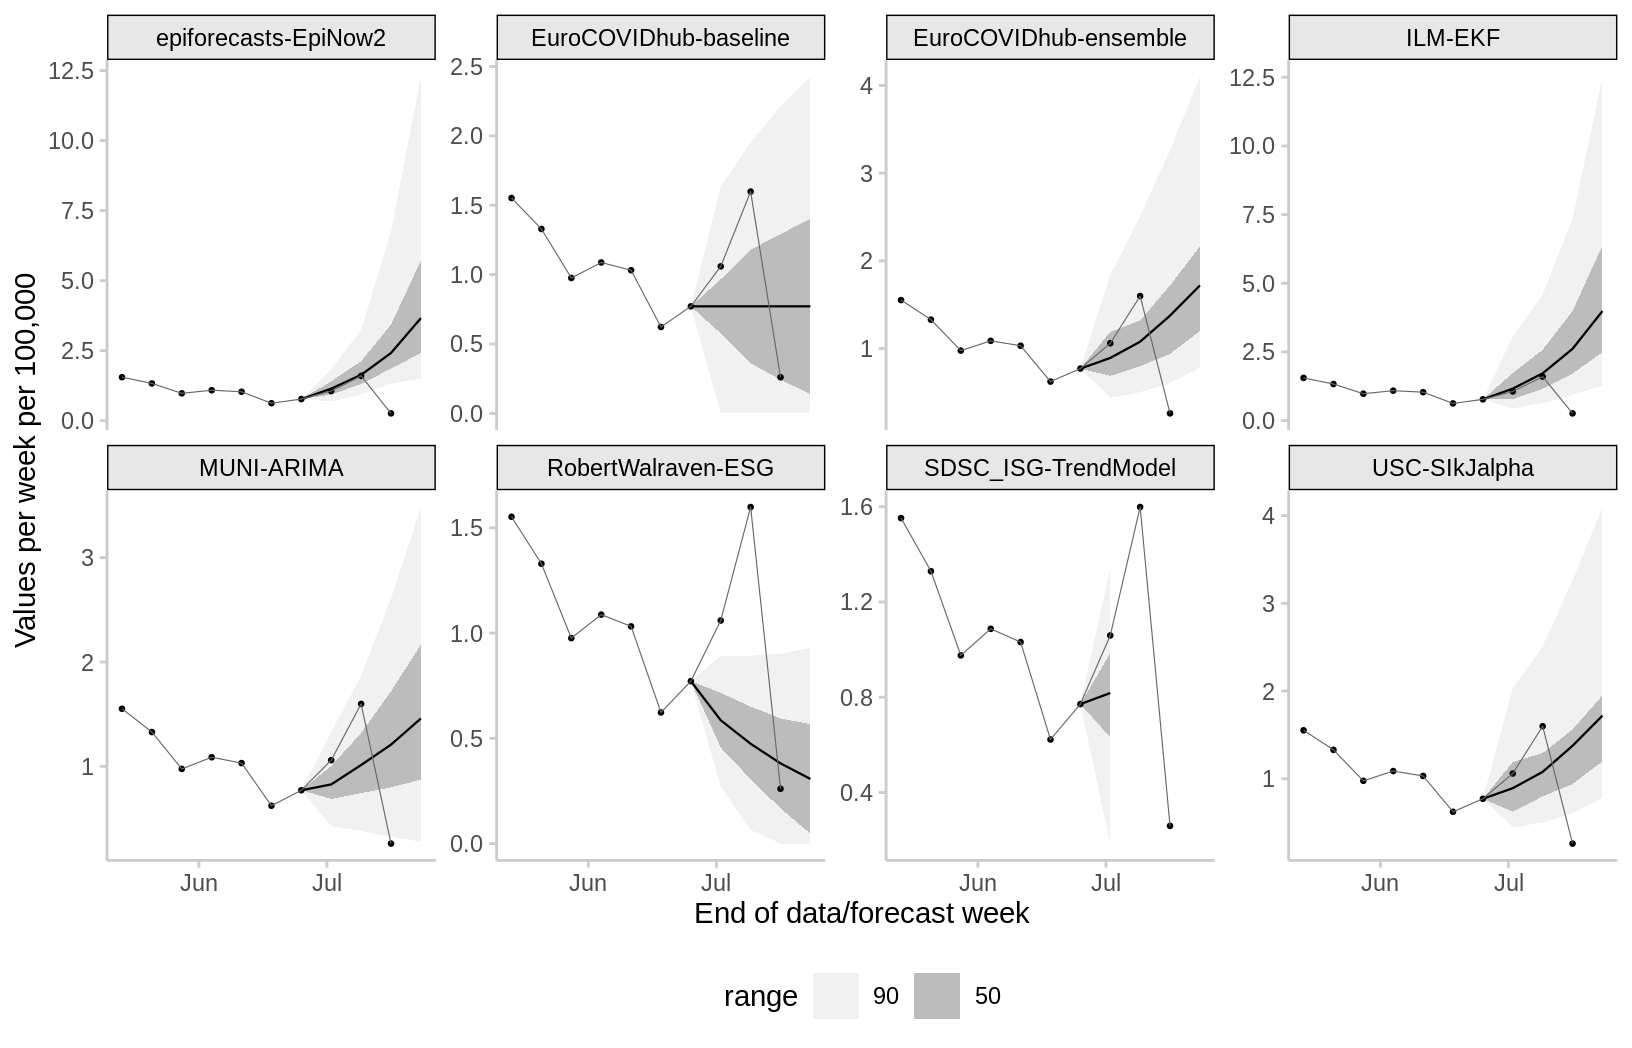 epiforecasts-EpiNow2
EuroCOVIDhub-baseline
EuroCOVIDhub-ensemble
ILM-EKF
12.5
10.0
7.5
5.0
2.5
0.0
2.5
2.0
1.5
1.0
0.5
0.0
4
3
2
1
12.5
10.0
7.5
5.0
2.5
0.0
Values per week per 100,000
MUNI-ARIMA
RobertWalraven-ESG
SDSC_ISG-TrendModel
USC-SIkJalpha
3
2
1
1.5
1.0
0.5
0.0
1.6
1.2
0.8
0.4
4
3
2
1
Jun Jul
Jun Jul
Jun Jul
Jun Jul
End of data/forecast week
range 90 50